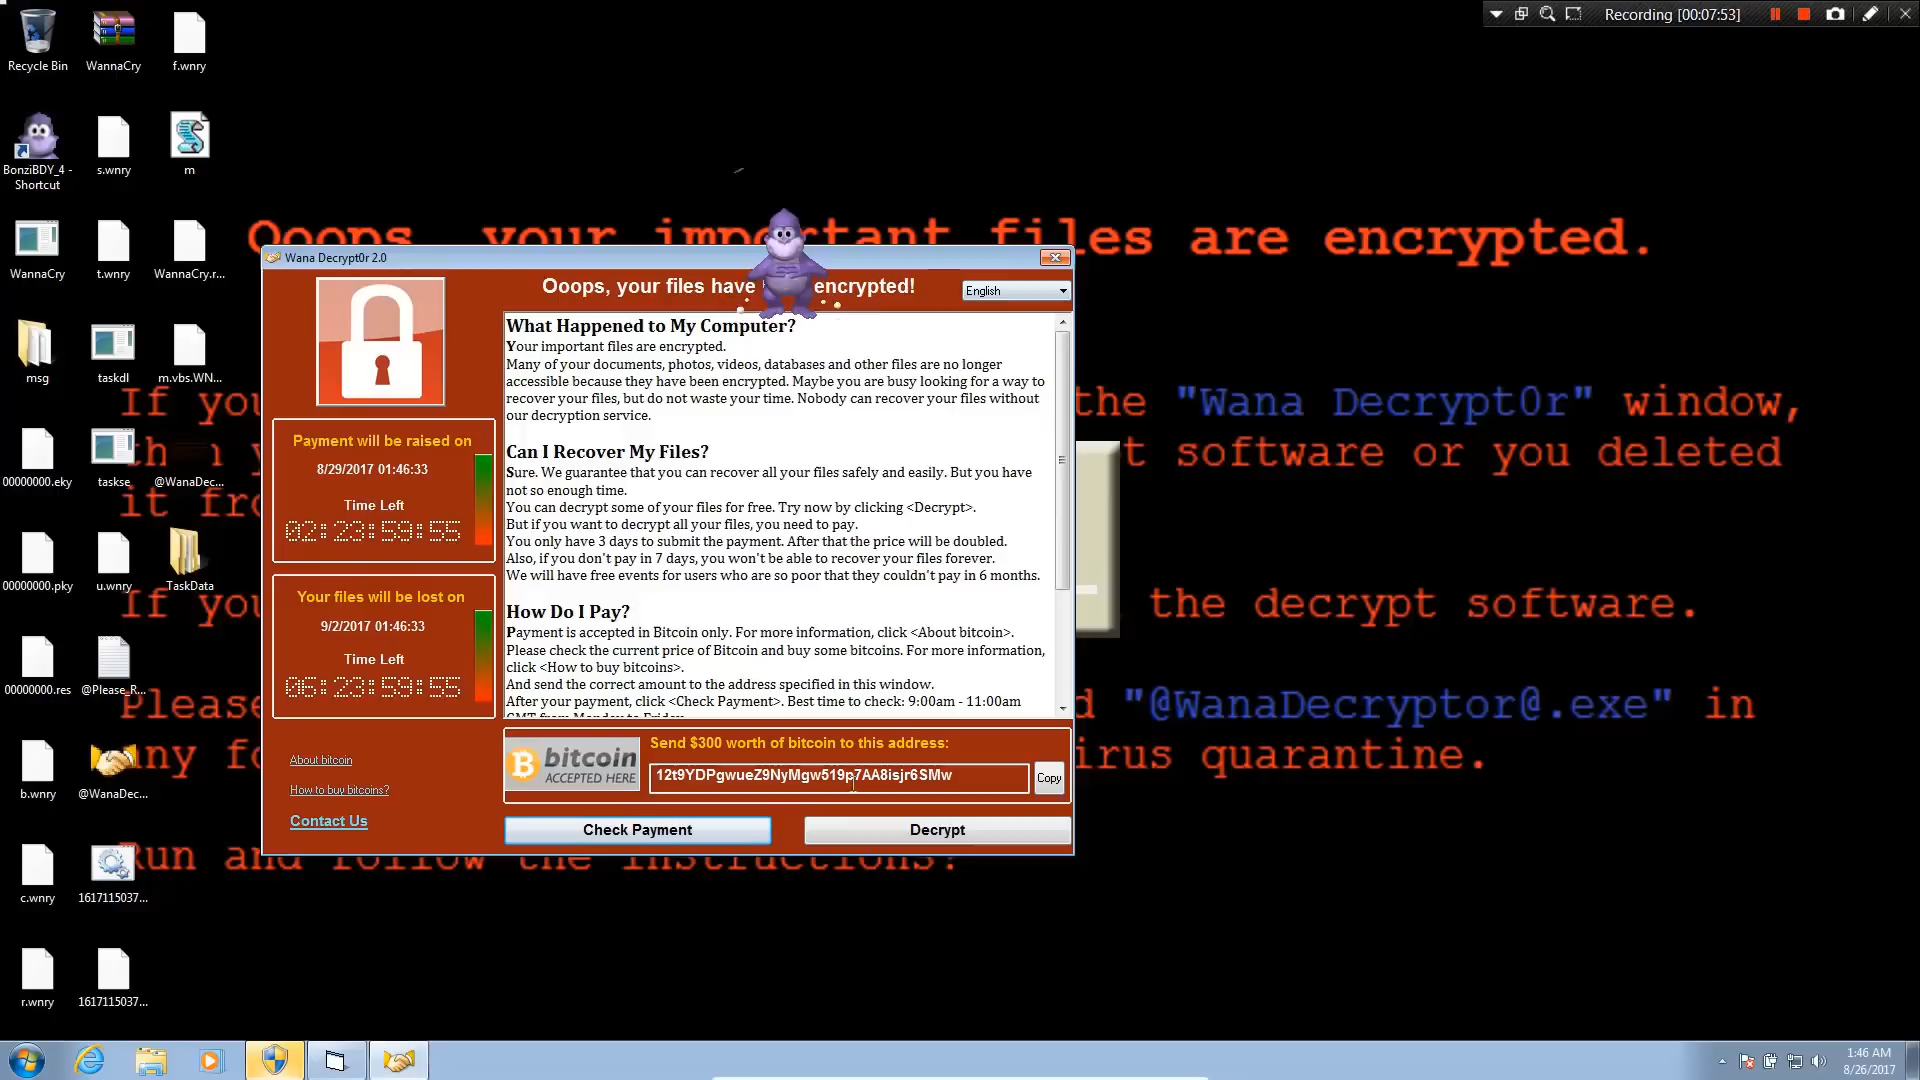 Recording [00:07:53]
Recycle Bin
WannaCry
f.wnry
BonziBDY_4 -
Shortcut
s.wnry
m
WannaCry
t.wnry
WannaCry.r...
msg
taskdl
m.vbs.WN...
00000000.eky
taskse
@WanaDec...
00000000.pky
u.wnry
TaskData
00000000.res
@Please_R...
b.wnry
@WanaDec...
c.wnry
1617115037...
r.wnry
1617115037...
Ooops, your important files are encrypted.
If you
the "Wana Decrypt0r" window,
software or you deleted
If you
the decrypt software.
Please
"@WanaDecryptor@.exe" in
any fo
irus quarantine.
Run and follow the instructions!
Wana Decrypt0r 2.0
Ooops, your files have encrypted!
English
Payment will be raised on
8/29/2017 01:46:33
Time Left
02:23:59:55
Your files will be lost on
9/2/2017 01:46:33
Time Left
06:23:59:55
About bitcoin
How to buy bitcoins?
Contact Us
What Happened to My Computer?
Your important files are encrypted.
Many of your documents, photos, videos, databases and other files are no longer
accessible because they have been encrypted. Maybe you are busy looking for a way to
recover your files, but do not waste your time. Nobody can recover your files without
our decryption service.
Can I Recover My Files?
Sure. We guarantee that you can recover all your files safely and easily. But you have
not so enough time.
You can decrypt some of your files for free. Try now by clicking <Decrypt>.
But if you want to decrypt all your files, you need to pay.
You only have 3 days to submit the payment. After that the price will be doubled.
Also, if you don't pay in 7 days, you won't be able to recover your files forever.
We will have free events for users who are so poor that they couldn't pay in 6 months.
How Do I Pay?
Payment is accepted in Bitcoin only. For more information, click <About bitcoin>.
Please check the current price of Bitcoin and buy some bitcoins. For more information,
click <How to buy bitcoins>.
And send the correct amount to the address specified in this window.
After your payment, click <Check Payment>. Best time to check: 9:00am - 11:00am
GMT from Monday to Friday.
bitcoin
ACCEPTED HERE
Send $300 worth of bitcoin to this address:
12t9YDPgwueZ9NyMgw519p7AA8isjr6SMw
Copy
Check Payment
Decrypt
1:46 AM
8/26/2017